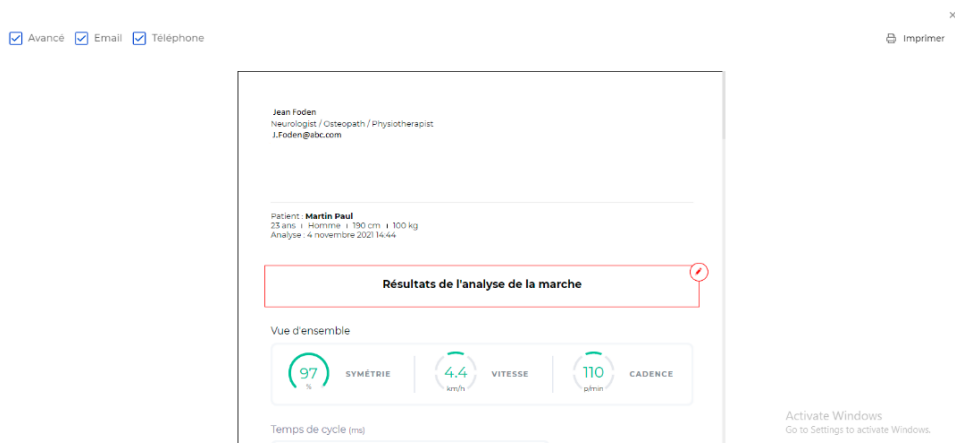 ×
Avancé Email Téléphone Imprimer
Jean Foden
Neurologist / Osteopath / Physiotherapist
J.Foden@abc.com
Patient : Martin Paul
23 ans ı Homme ı 190 cm ı 100 kg
Analyse : 4 novembre 2021 14:44
Résultats de l'analyse de la marche
Vue d'ensemble
97 % SYMÉTRIE 4.4 km/h VITESSE 110 p/min CADENCE
Temps de cycle (ms)
Activate Windows
Go to Settings to activate Windows.